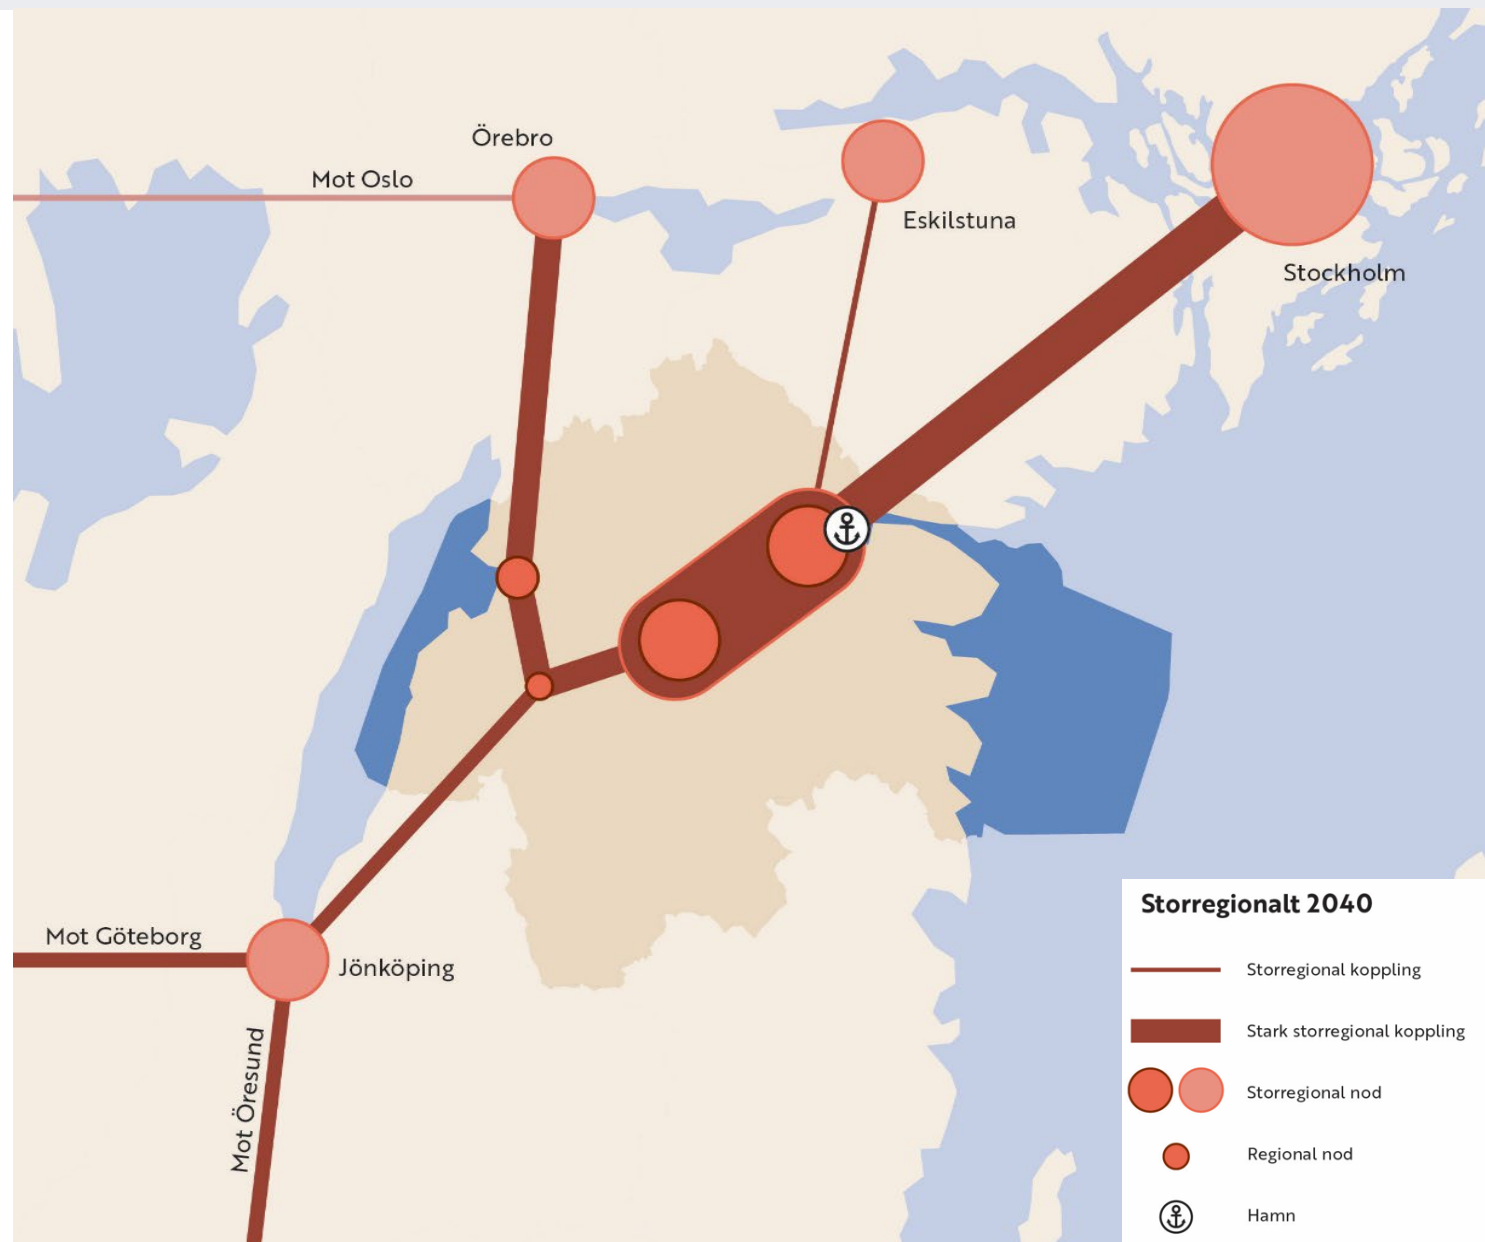 Örebro
Mot Oslo
Eskilstuna
Stockholm
Mot Göteborg
Jönköping
Mot Öresund
Storregionalt 2040
Storregional koppling
Stark storregional koppling
Storregional nod
Regional nod
Hamn